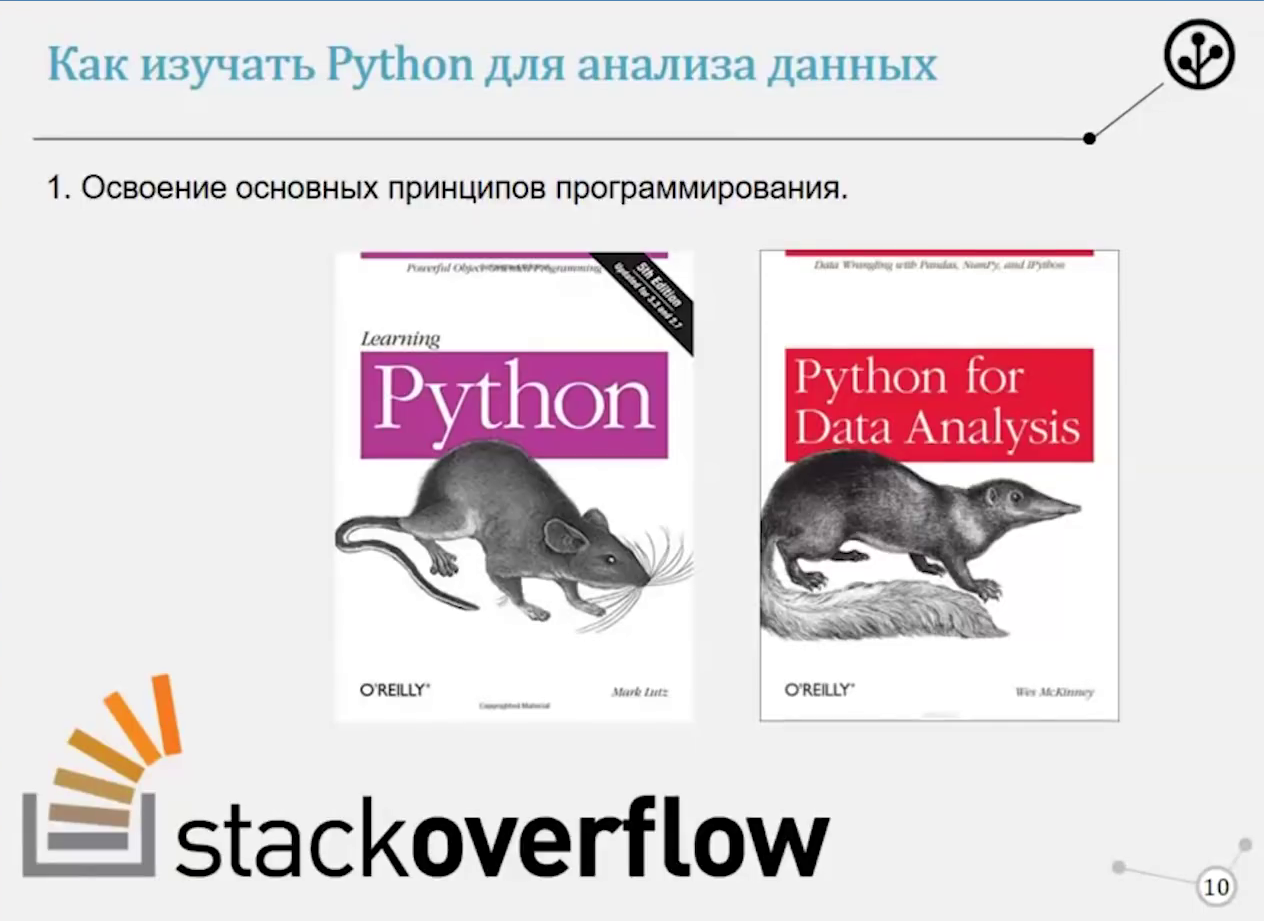 Как изучать Python для анализа данных
1. Освоение основных принципов программирования.
Powerful Object-Oriented Programming
5th Edition
Updated for 3.3 and 2.7
Learning
Python
O'REILLY®
Mark Lutz
Copyrighted Material
Data Wrangling with Pandas, NumPy, and IPython
Python for
Data Analysis
O'REILLY®
Wes McKinney
stackoverflow
10